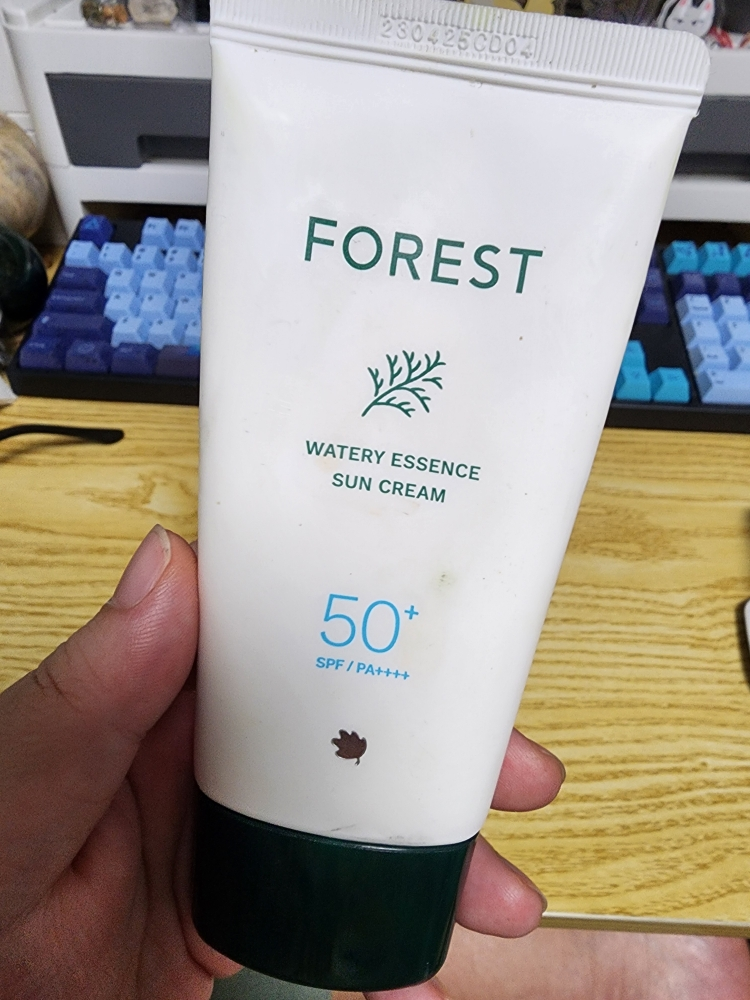 230425CD04
FOREST
WATERY ESSENCE
SUN CREAM
50+
SPF / PA++++